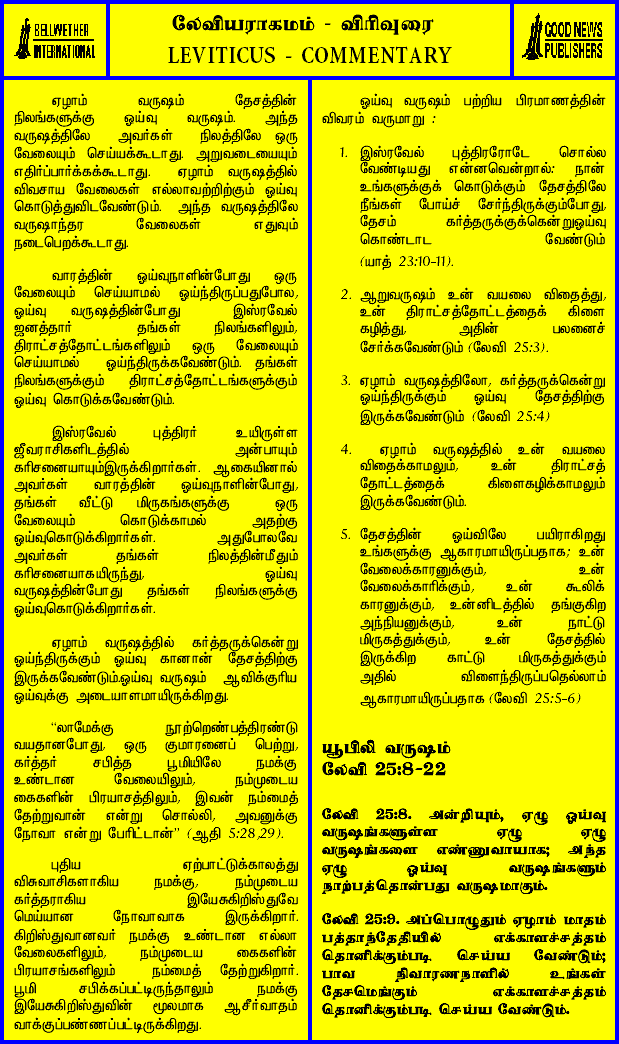 BELLWETHER
INTERNATIONAL
லேவியராகமம் - விரிவுரை
LEVITICUS - COMMENTARY
GOOD NEWS
PUBLISHERS
ஏழாம் வருஷம் தேசத்தின்
நிலங்களுக்கு ஓய்வு வருஷம். அந்த
வருஷத்திலே அவர்கள் நிலத்திலே ஒரு
வேலையும் செய்யக்கூடாது. அறுவடையையும்
எதிர்ப்பார்க்கக்கூடாது. ஏழாம் வருஷத்தில்
விவசாய வேலைகள் எல்லாவற்றிற்கும் ஓய்வு
கொடுத்துவிடவேண்டும். அந்த வருஷத்திலே
வருஷாந்தர வேலைகள் எதுவும்
நடைபெறக்கூடாது.
வாரத்தின் ஓய்வுநாளின்போது ஒரு
வேலையும் செய்யாமல் ஓய்ந்திருப்பதுபோல,
ஓய்வு வருஷத்தின்போது இஸ்ரவேல்
ஜனத்தார் தங்கள் நிலங்களிலும்,
திராட்சத்தோட்டங்களிலும் ஒரு வேலையும்
செய்யாமல் ஓய்ந்திருக்கவேண்டும். தங்கள்
நிலங்களுக்கும் திராட்சத்தோட்டங்களுக்கும்
ஓய்வு கொடுக்கவேண்டும்.
இஸ்ரவேல் புத்திரர் உயிருள்ள
ஜீவராசிகளிடத்தில் அன்பாயும்
கரிசனையாயும்இருக்கிறார்கள். ஆகையினால்
அவர்கள் வாரத்தின் ஓய்வுநாளின்போது,
தங்கள் வீட்டு மிருகங்களுக்கு ஒரு
வேலையும் கொடுக்காமல் அதற்கு
ஓய்வுகொடுக்கிறார்கள். அதுபோலவே
அவர்கள் தங்கள் நிலத்தின்மீதும்
கரிசனையாகயிருந்து, ஓய்வு
வருஷத்தின்போது தங்கள் நிலங்களுக்கு
ஓய்வுகொடுக்கிறார்கள்.
ஏழாம் வருஷத்தில் கர்த்தருக்கென்று
ஓய்ந்திருக்கும் ஓய்வு கானான் தேசத்திற்கு
இருக்கவேண்டும்.ஓய்வு வருஷம் ஆவிக்குரிய
ஓய்வுக்கு அடையாளமாயிருக்கிறது.
“லாமேக்கு நூற்றெண்பத்திரண்டு
வயதானபோது, ஒரு குமாரனைப் பெற்று,
கர்த்தர் சபித்த பூமியிலே நமக்கு
உண்டான வேலையிலும், நம்முடைய
கைகளின் பிரயாசத்திலும், இவன் நம்மைத்
தேற்றுவான் என்று சொல்லி, அவனுக்கு
நோவா என்று பேரிட்டான்” (ஆதி 5:28,29).
புதிய ஏற்பாட்டுக்காலத்து
விசுவாசிகளாகிய நமக்கு, நம்முடைய
கர்த்தராகிய இயேசுகிறிஸ்துவே
மெய்யான நோவாவாக இருக்கிறார்.
கிறிஸ்துவானவர் நமக்கு உண்டான எல்லா
வேலைகளிலும், நம்முடைய கைகளின்
பிரயாசங்களிலும் நம்மைத் தேற்றுகிறார்.
பூமி சபிக்கப்பட்டிருந்தாலும் நமக்கு
இயேசுகிறிஸ்துவின் மூலமாக ஆசீர்வாதம்
வாக்குப்பண்ணப்பட்டிருக்கிறது.
ஓய்வு வருஷம் பற்றிய பிரமாணத்தின்
விவரம் வருமாறு :
1. இஸ்ரவேல் புத்திரரோடே சொல்ல
வேண்டியது என்னவென்றால்: நான்
உங்களுக்குக் கொடுக்கும் தேசத்திலே
நீங்கள் போய்ச் சேர்ந்திருக்கும்போது,
தேசம் கர்த்தருக்குக்கென்றுஓய்வு
கொண்டாட வேண்டும்
(யாத் 23:10-11).
2. ஆறுவருஷம் உன் வயலை விதைத்து,
உன் திராட்சத்தோட்டத்தைக் கிளை
கழித்து, அதின் பலனைச்
சேர்க்கவேண்டும் (லேவி 25:3).
3. ஏழாம் வருஷத்திலோ, கர்த்தருக்கென்று
ஓய்ந்திருக்கும் ஓய்வு தேசத்திற்கு
இருக்கவேண்டும் (லேவி 25:4)
4. ஏழாம் வருஷத்தில் உன் வயலை
விதைக்காமலும், உன் திராட்சத்
தோட்டத்தைக் கிளைகழிக்காமலும்
இருக்கவேண்டும்.
5. தேசத்தின் ஓய்விலே பயிராகிறது
உங்களுக்கு ஆகாரமாயிருப்பதாக; உன்
வேலைக்காரனுக்கும், உன்
வேலைக்காரிக்கும், உன் கூலிக்
காரனுக்கும், உன்னிடத்தில் தங்குகிற
அந்நியனுக்கும், உன் நாட்டு
மிருகத்துக்கும், உன் தேசத்தில்
இருக்கிற காட்டு மிருகத்துக்கும்
அதில் விளைந்திருப்பதெல்லாம்
ஆகாரமாயிருப்பதாக (லேவி 25:5-6)
யூபிலி வருஷம்
லேவி 25:8-22
லேவி 25:8. அன்றியும், ஏழு ஓய்வு
வருஷங்களுள்ள ஏழு ஏழு
வருஷங்களை எண்ணுவாயாக; அந்த
ஏழு ஓய்வு வருஷங்களும்
நாற்பத்தொன்பது வருஷமாகும்.
லேவி 25:9. அப்பொழுதும் ஏழாம் மாதம்
பத்தாந்தேதியில் எக்காளச்சத்தம்
தொனிக்கும்படி செய்ய வேண்டும்;
பாவ நிவாரணநாளில் உங்கள்
தேசமெங்கும் எக்காளச்சத்தம்
தொனிக்கும்படி செய்ய வேண்டும்.